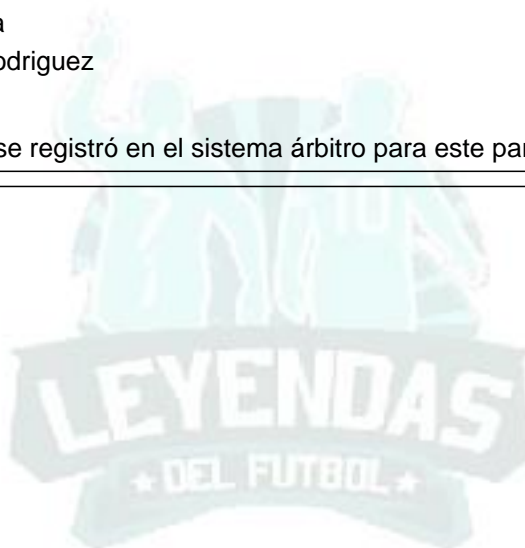 a
odriguez
se registró en el sistema árbitro para este par
10
LEYENDAS
★ DEL FUTBOL ★